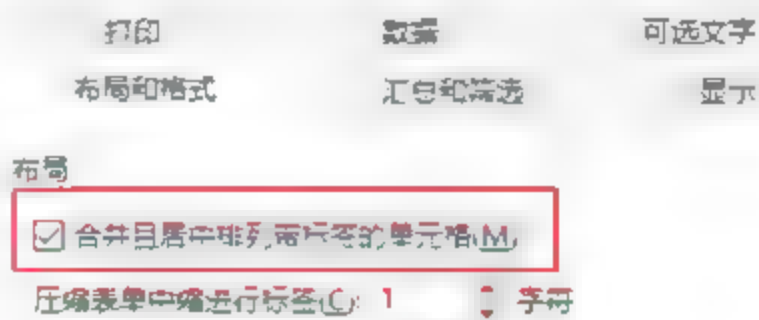 打印 数据 可选文字
布局和格式 汇总和筛选 显示
布局
合并且居中排列带标签的单元格(M)
压缩表单中缩进行标签(C): 1 字符